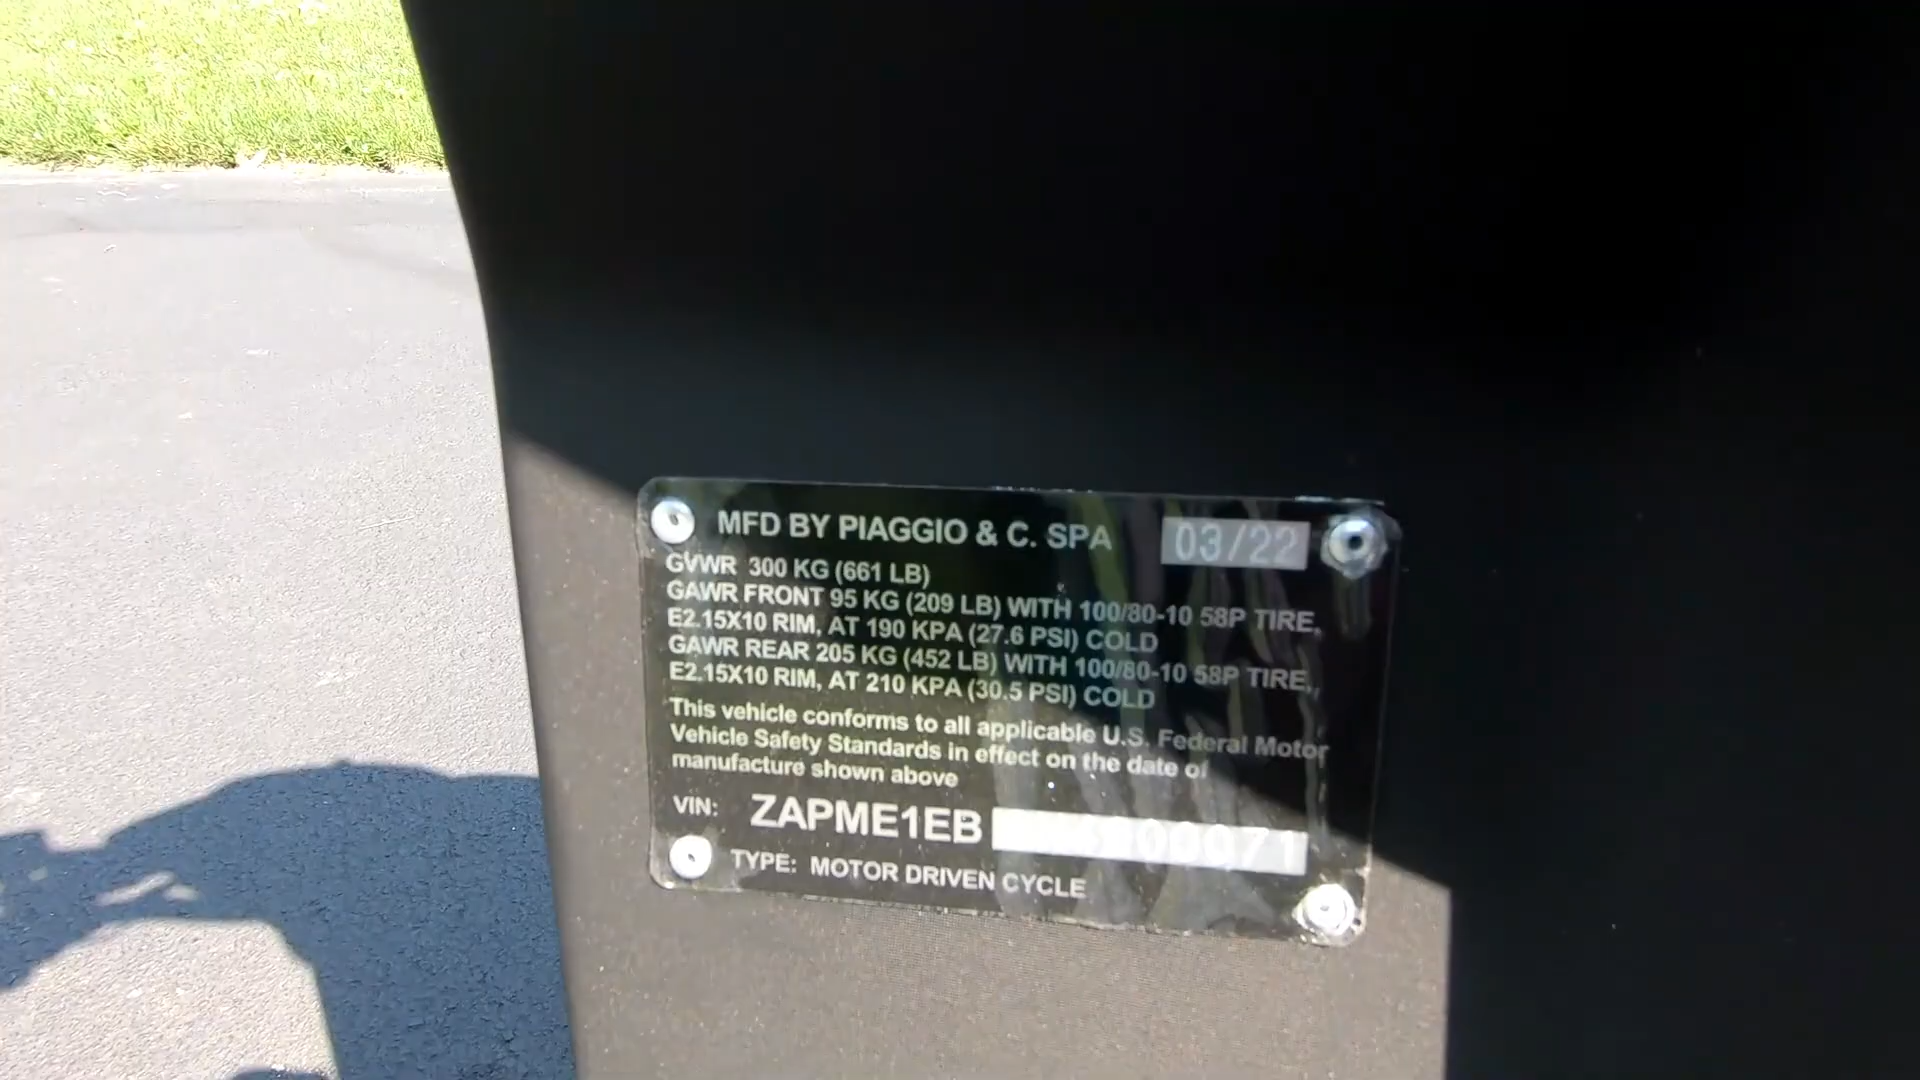 MFD BY PIAGGIO & C. SPA 03/22
GVWR 300 KG (661 LB)
GAWR FRONT 95 KG (209 LB) WITH 100/80-10 58P TIRE,
E2.15X10 RIM, AT 190 KPA (27.6 PSI) COLD
GAWR REAR 205 KG (452 LB) WITH 100/80-10 58P TIRE,
E2.15X10 RIM, AT 210 KPA (30.5 PSI) COLD
This vehicle conforms to all applicable U.S. Federal Motor
Vehicle Safety Standards in effect on the date of
manufacture shown above
VIN: ZAPME1EB
TYPE: MOTOR DRIVEN CYCLE